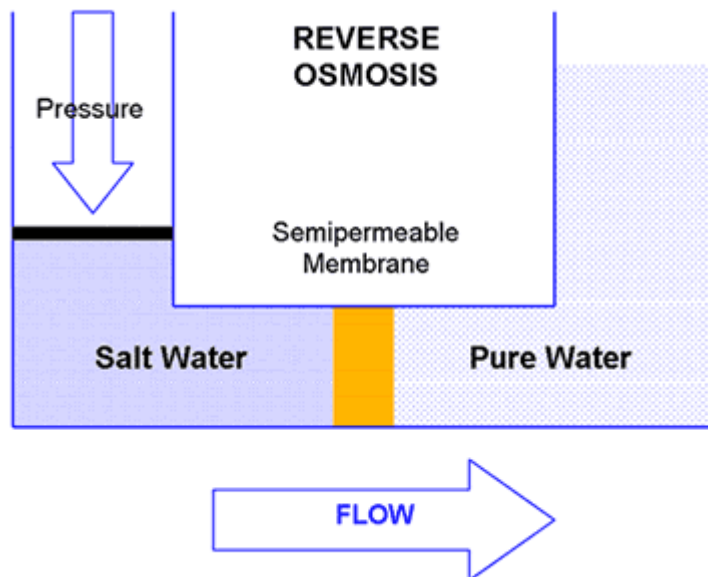 REVERSE
OSMOSIS
Pressure
Semipermeable
Membrane
Salt Water
Pure Water
FLOW